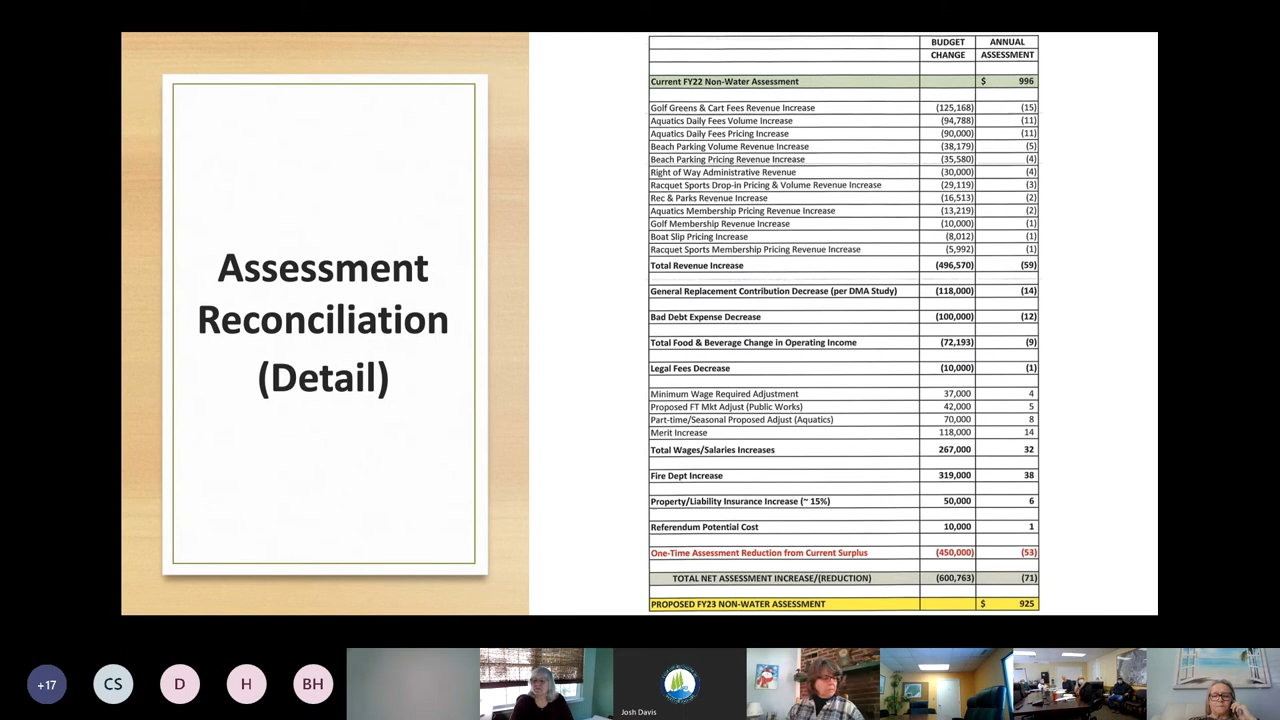 Assessment
Reconciliation
(Detail)
BUDGET ANNUAL
CHANGE ASSESSMENT
Current FY22 Non-Water Assessment $ 996
Golf Greens & Cart Fees Revenue Increase (125,168) (15)
Aquatics Daily Fees Volume Increase (94,788) (11)
Aquatics Daily Fees Pricing Increase (90,000) (11)
Beach Parking Volume Revenue Increase (38,179) (5)
Beach Parking Pricing Revenue Increase (35,580) (4)
Right of Way Administrative Revenue (30,000) (4)
Racquet Sports Drop-in Pricing & Volume Revenue Increase (29,119) (3)
Rec & Parks Revenue Increase (16,513) (2)
Aquatics Membership Pricing Revenue Increase (13,219) (2)
Golf Membership Revenue Increase (10,000) (1)
Boat Slip Pricing Increase (8,012) (1)
Racquet Sports Membership Pricing Revenue Increase (5,992) (1)
Total Revenue Increase (496,570) (59)
General Replacement Contribution Decrease (per DMA Study) (118,000) (14)
Bad Debt Expense Decrease (100,000) (12)
Total Food & Beverage Change in Operating Income (72,193) (9)
Legal Fees Decrease (10,000) (1)
Minimum Wage Required Adjustment 37,000 4
Proposed FT Mkt Adjust (Public Works) 42,000 5
Part-time/Seasonal Proposed Adjust (Aquatics) 70,000 8
Merit Increase 118,000 14
Total Wages/Salaries Increases 267,000 32
Fire Dept Increase 319,000 38
Property/Liability Insurance Increase (~ 15%) 50,000 6
Referendum Potential Cost 10,000 1
One-Time Assessment Reduction from Current Surplus (450,000) (53)
TOTAL NET ASSESSMENT INCREASE/(REDUCTION) (600,763) (71)
PROPOSED FY23 NON-WATER ASSESSMENT $ 925
+17 CS D H BH
Josh Davis